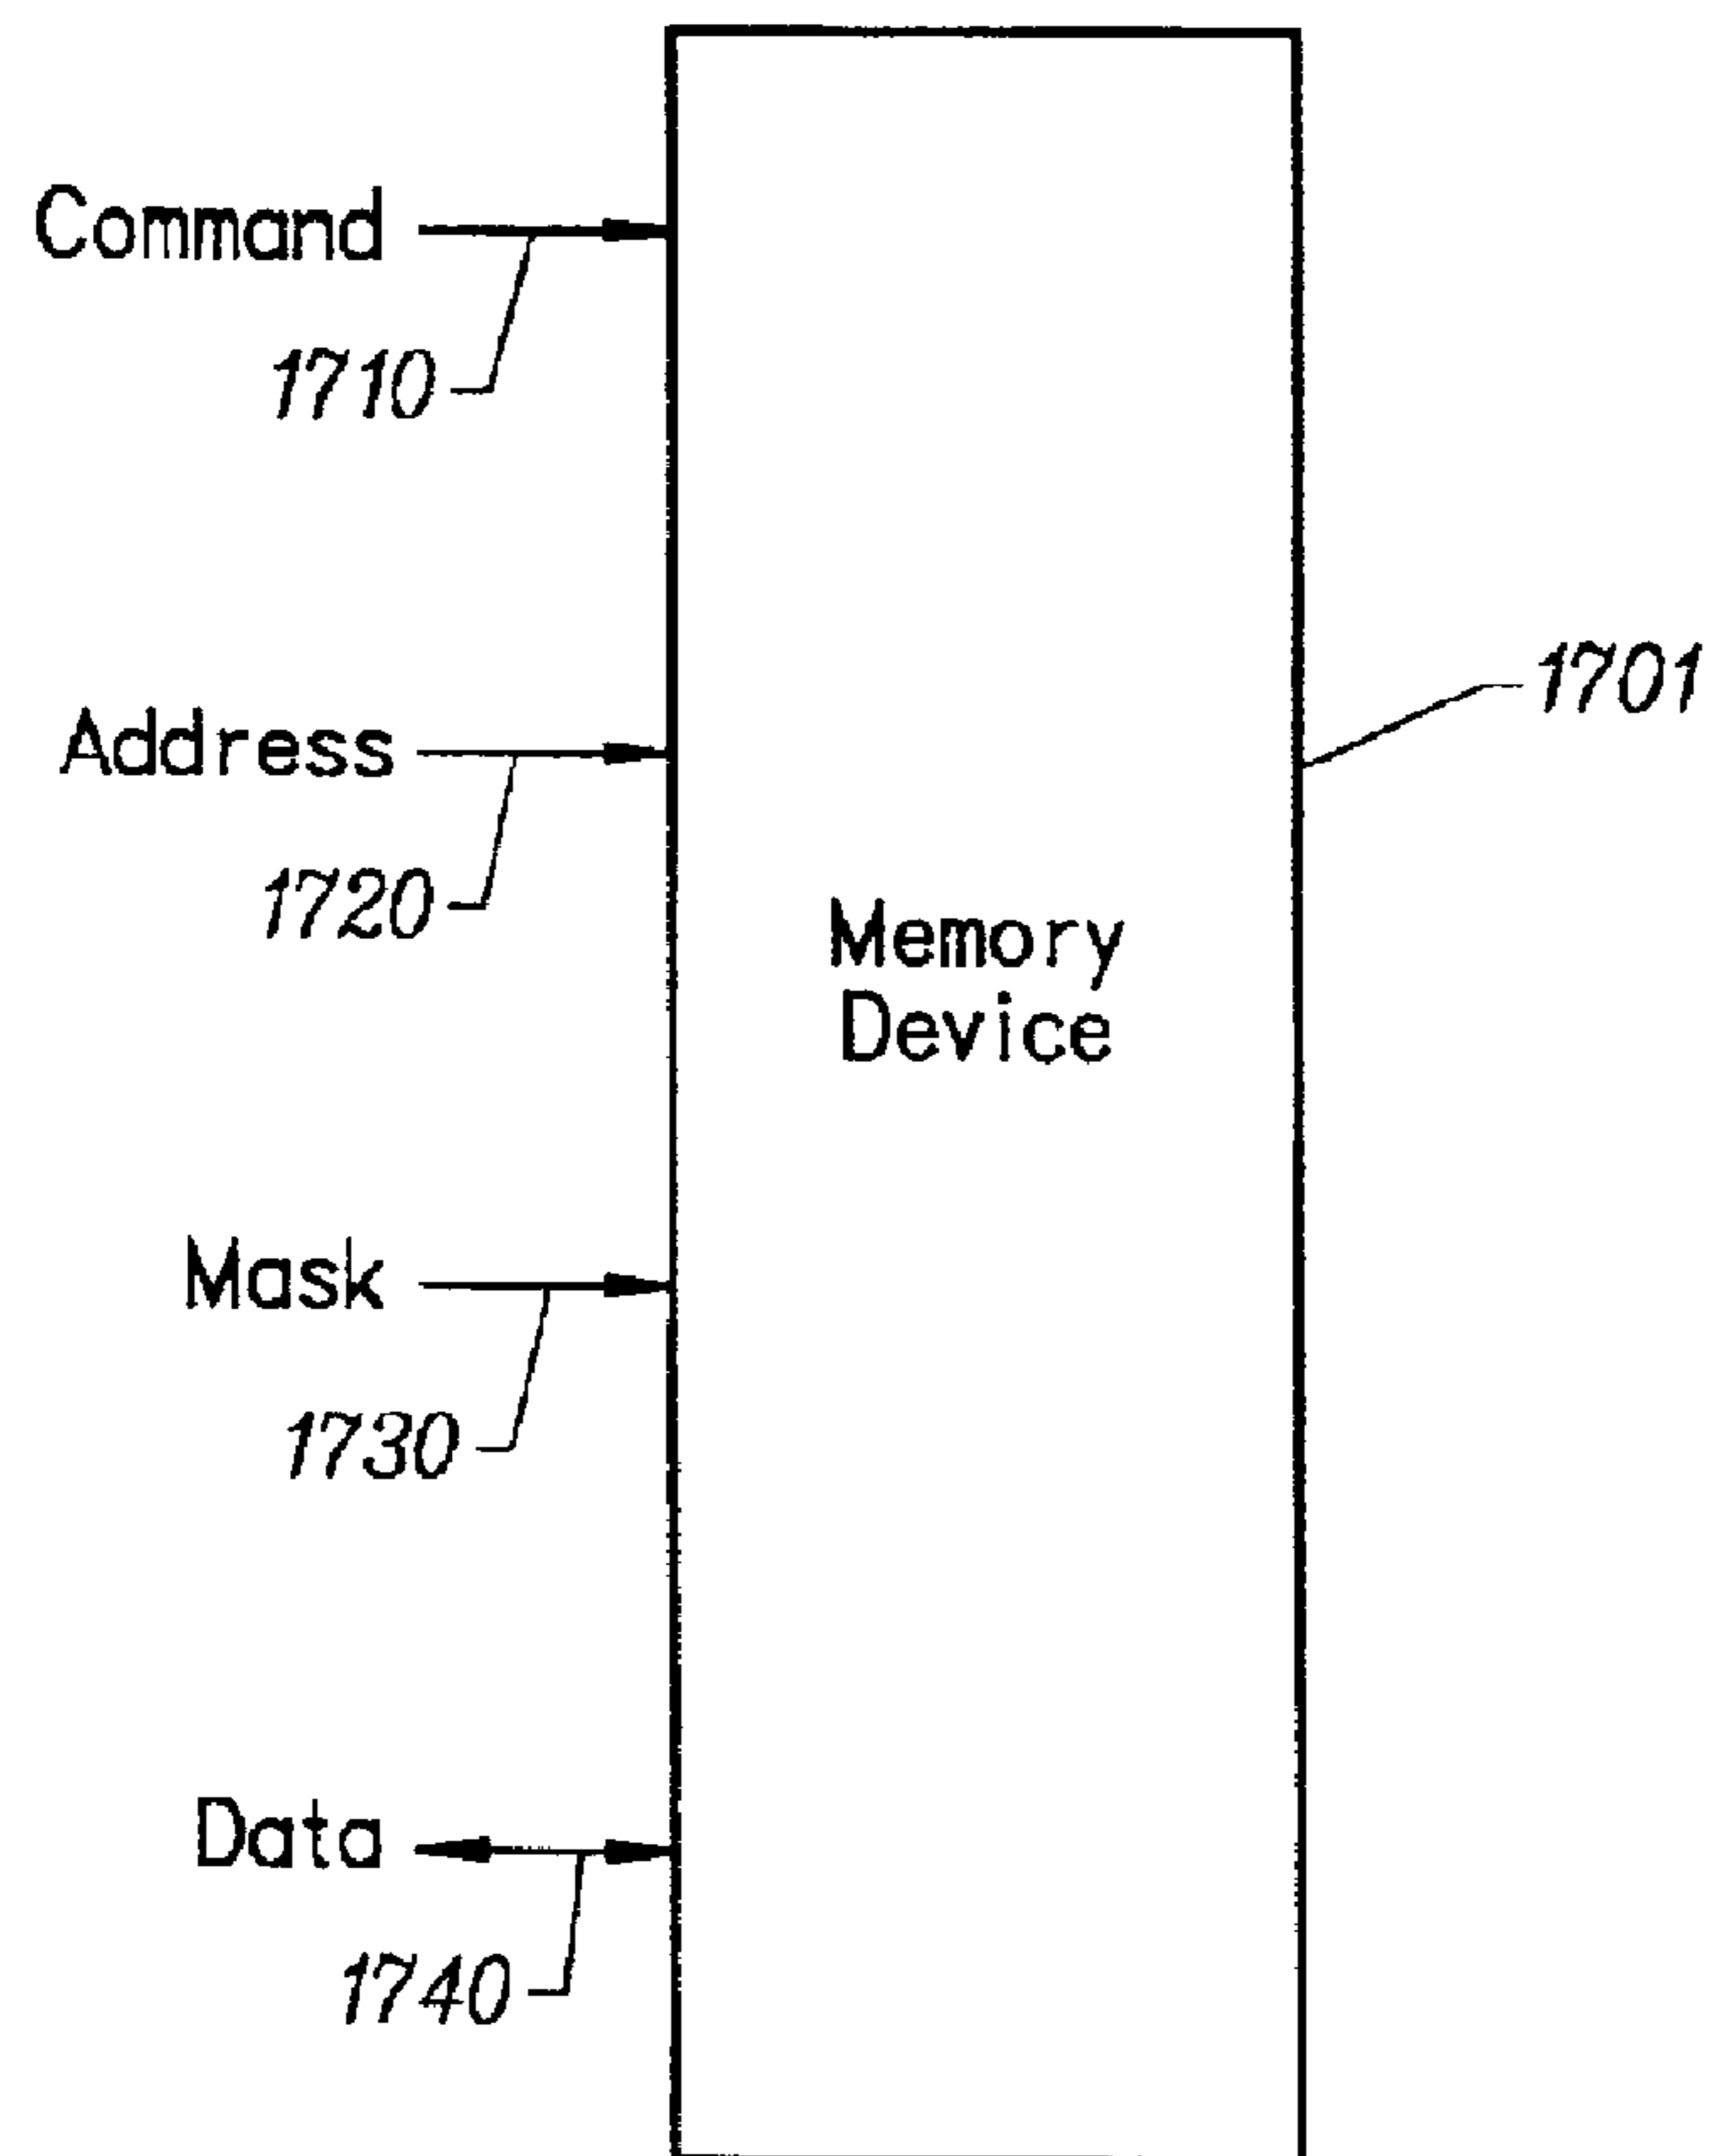 Command
1710
1701
Address
1720
Memory
Device
Mask
1730
Data
1740